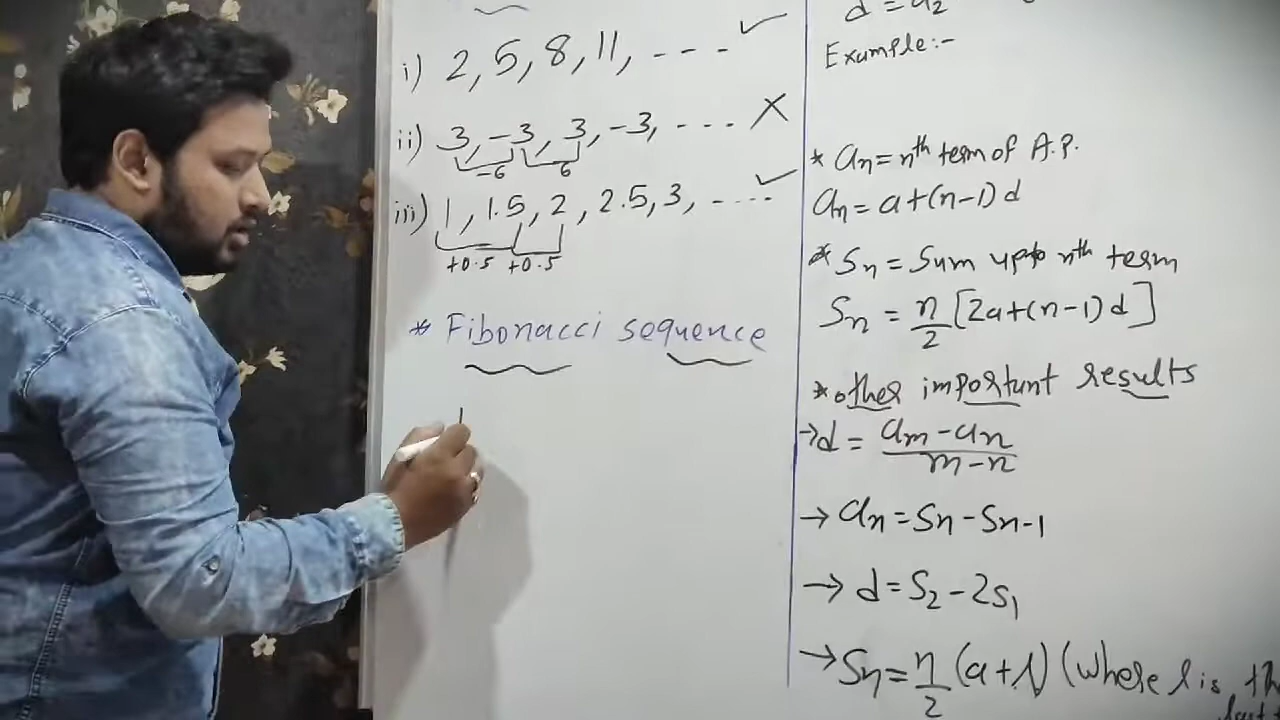 i) 2, 5, 8, 11, - - - ✓
ii) 3, -3, 3, -3, - - - ✗
-6 6
iii) 1, 1.5, 2, 2.5, 3, - - - - ✓
+0.5 +0.5
* Fibonacci sequence
1
d = a2
Example:-
* an = nth term of A.P.
an = a+(n-1)d
* Sn = Sum upto nth term
Sn = n/2 [2a+(n-1)d]
* other important results
→ d = am-an/m-n
→ an = Sn-Sn-1
→ d = S2-2S1
→ Sn = n/2 (a+l) (where l is